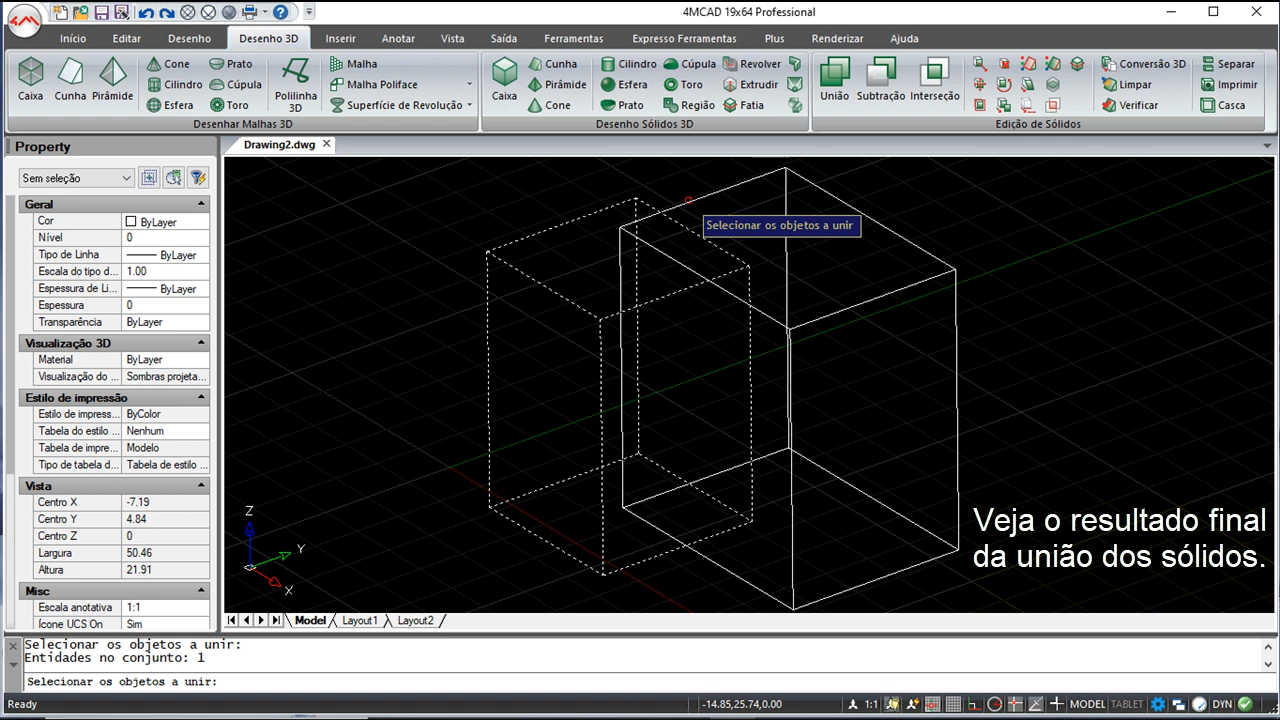 4MCAD 19x64 Professional
Início Editar Desenho Desenho 3D Inserir Anotar Vista Saída Ferramentas Expresso Ferramentas Plus Renderizar Ajuda
Cone Prato Malha Cunha Cilindro Cúpula Revolver Conversão 3D Separar
Esfera Cúpula Malha Poliface Pirâmide Esfera Toro Extrudir Limpar Imprimir
Caixa Cunha Pirâmide Polilinha 3D Caixa União Subtração Interseção
Esfera Toro Superfície de Revolução Cone Prato Região Fatia Verificar Casca
Desenhar Malhas 3D Desenho Sólidos 3D Edição de Sólidos
Property
Drawing2.dwg
Sem seleção
Geral
Cor ByLayer
Nível 0
Tipo de Linha ByLayer
Escala do tipo d... 1.00
Espessura de Li... ByLayer
Espessura 0
Transparência ByLayer
Visualização 3D
Material ByLayer
Visualização do ... Sombras projeta...
Estilo de impressão
Estilo de impress... ByColor
Tabela do estilo ... Nenhum
Tabela de impre... Modelo
Tipo de tabela d... Tabela de estilo ...
Vista
Centro X -7.19
Centro Y 4.84
Centro Z 0
Largura 50.46
Altura 21.91
Misc
Escala anotativa 1:1
Ícone UCS On Sim
Selecionar os objetos a unir
Veja o resultado final
da união dos sólidos.
Z
Y
X
Model Layout1 Layout2
Selecionar os objetos a unir:
Entidades no conjunto: 1
Selecionar os objetos a unir:
Ready -14.85,25.74,0.00 1:1 MODEL TABLET DYN